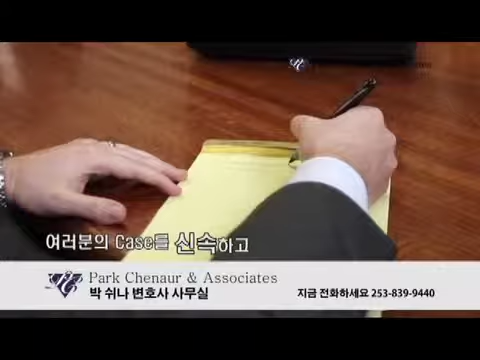 여러분의 Case를 신속하고
Park Chenaur & Associates
박 쉬나 변호사 사무실
지금 전화하세요 253-839-9440